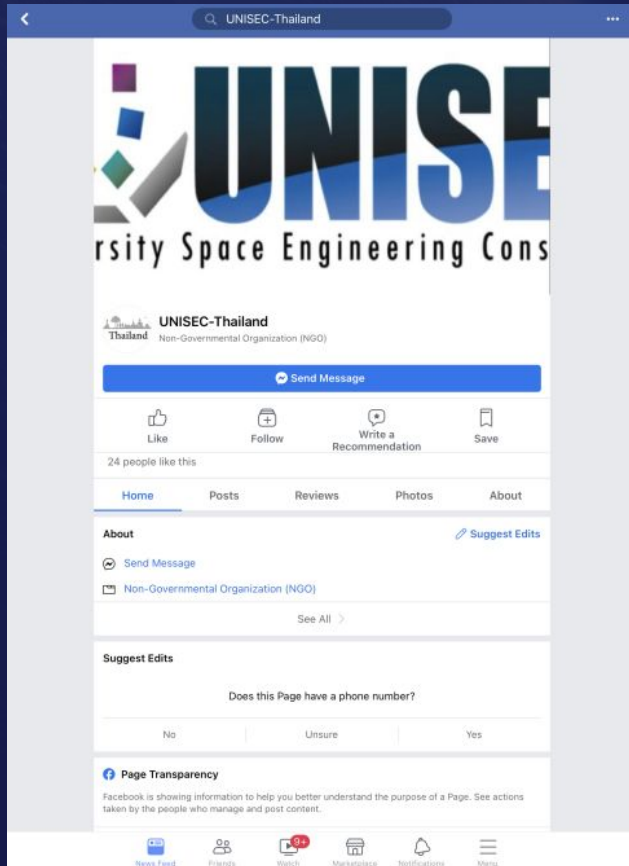 UNISEC-Thailand
UNISE
rsity Space Engineering Cons
Thailand
UNISEC-Thailand
Non-Governmental Organization (NGO)
Send Message
Like
Follow
Write a
Recommendation
Save
24 people like this
Home
Posts
Reviews
Photos
About
About
Suggest Edits
Send Message
Non-Governmental Organization (NGO)
See All
Suggest Edits
Does this Page have a phone number?
No
Unsure
Yes
Page Transparency
Facebook is showing information to help you better understand the purpose of a Page. See actions
taken by the people who manage and post content.
9+
News Feed
Friends
Watch
Marketplace
Notifications
Menu